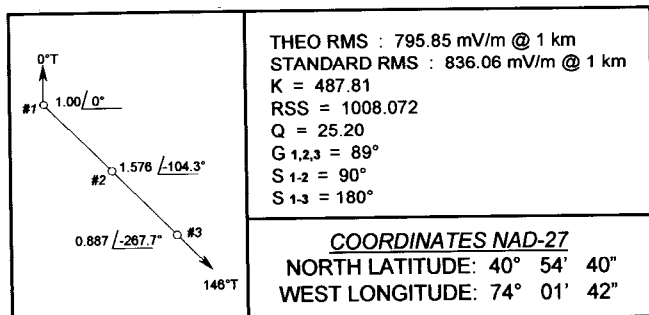 0°T
#1 1.00/ 0°
1.576 /-104.3°
#2
#3
0.887 /-267.7°
146°T
THEO RMS : 795.85 mV/m @ 1 km
STANDARD RMS : 836.06 mV/m @ 1 km
K = 487.81
RSS = 1008.072
Q = 25.20
G 1,2,3 = 89°
S 1-2 = 90°
S 1-3 = 180°
COORDINATES NAD-27
NORTH LATITUDE: 40° 54' 40"
WEST LONGITUDE: 74° 01' 42"